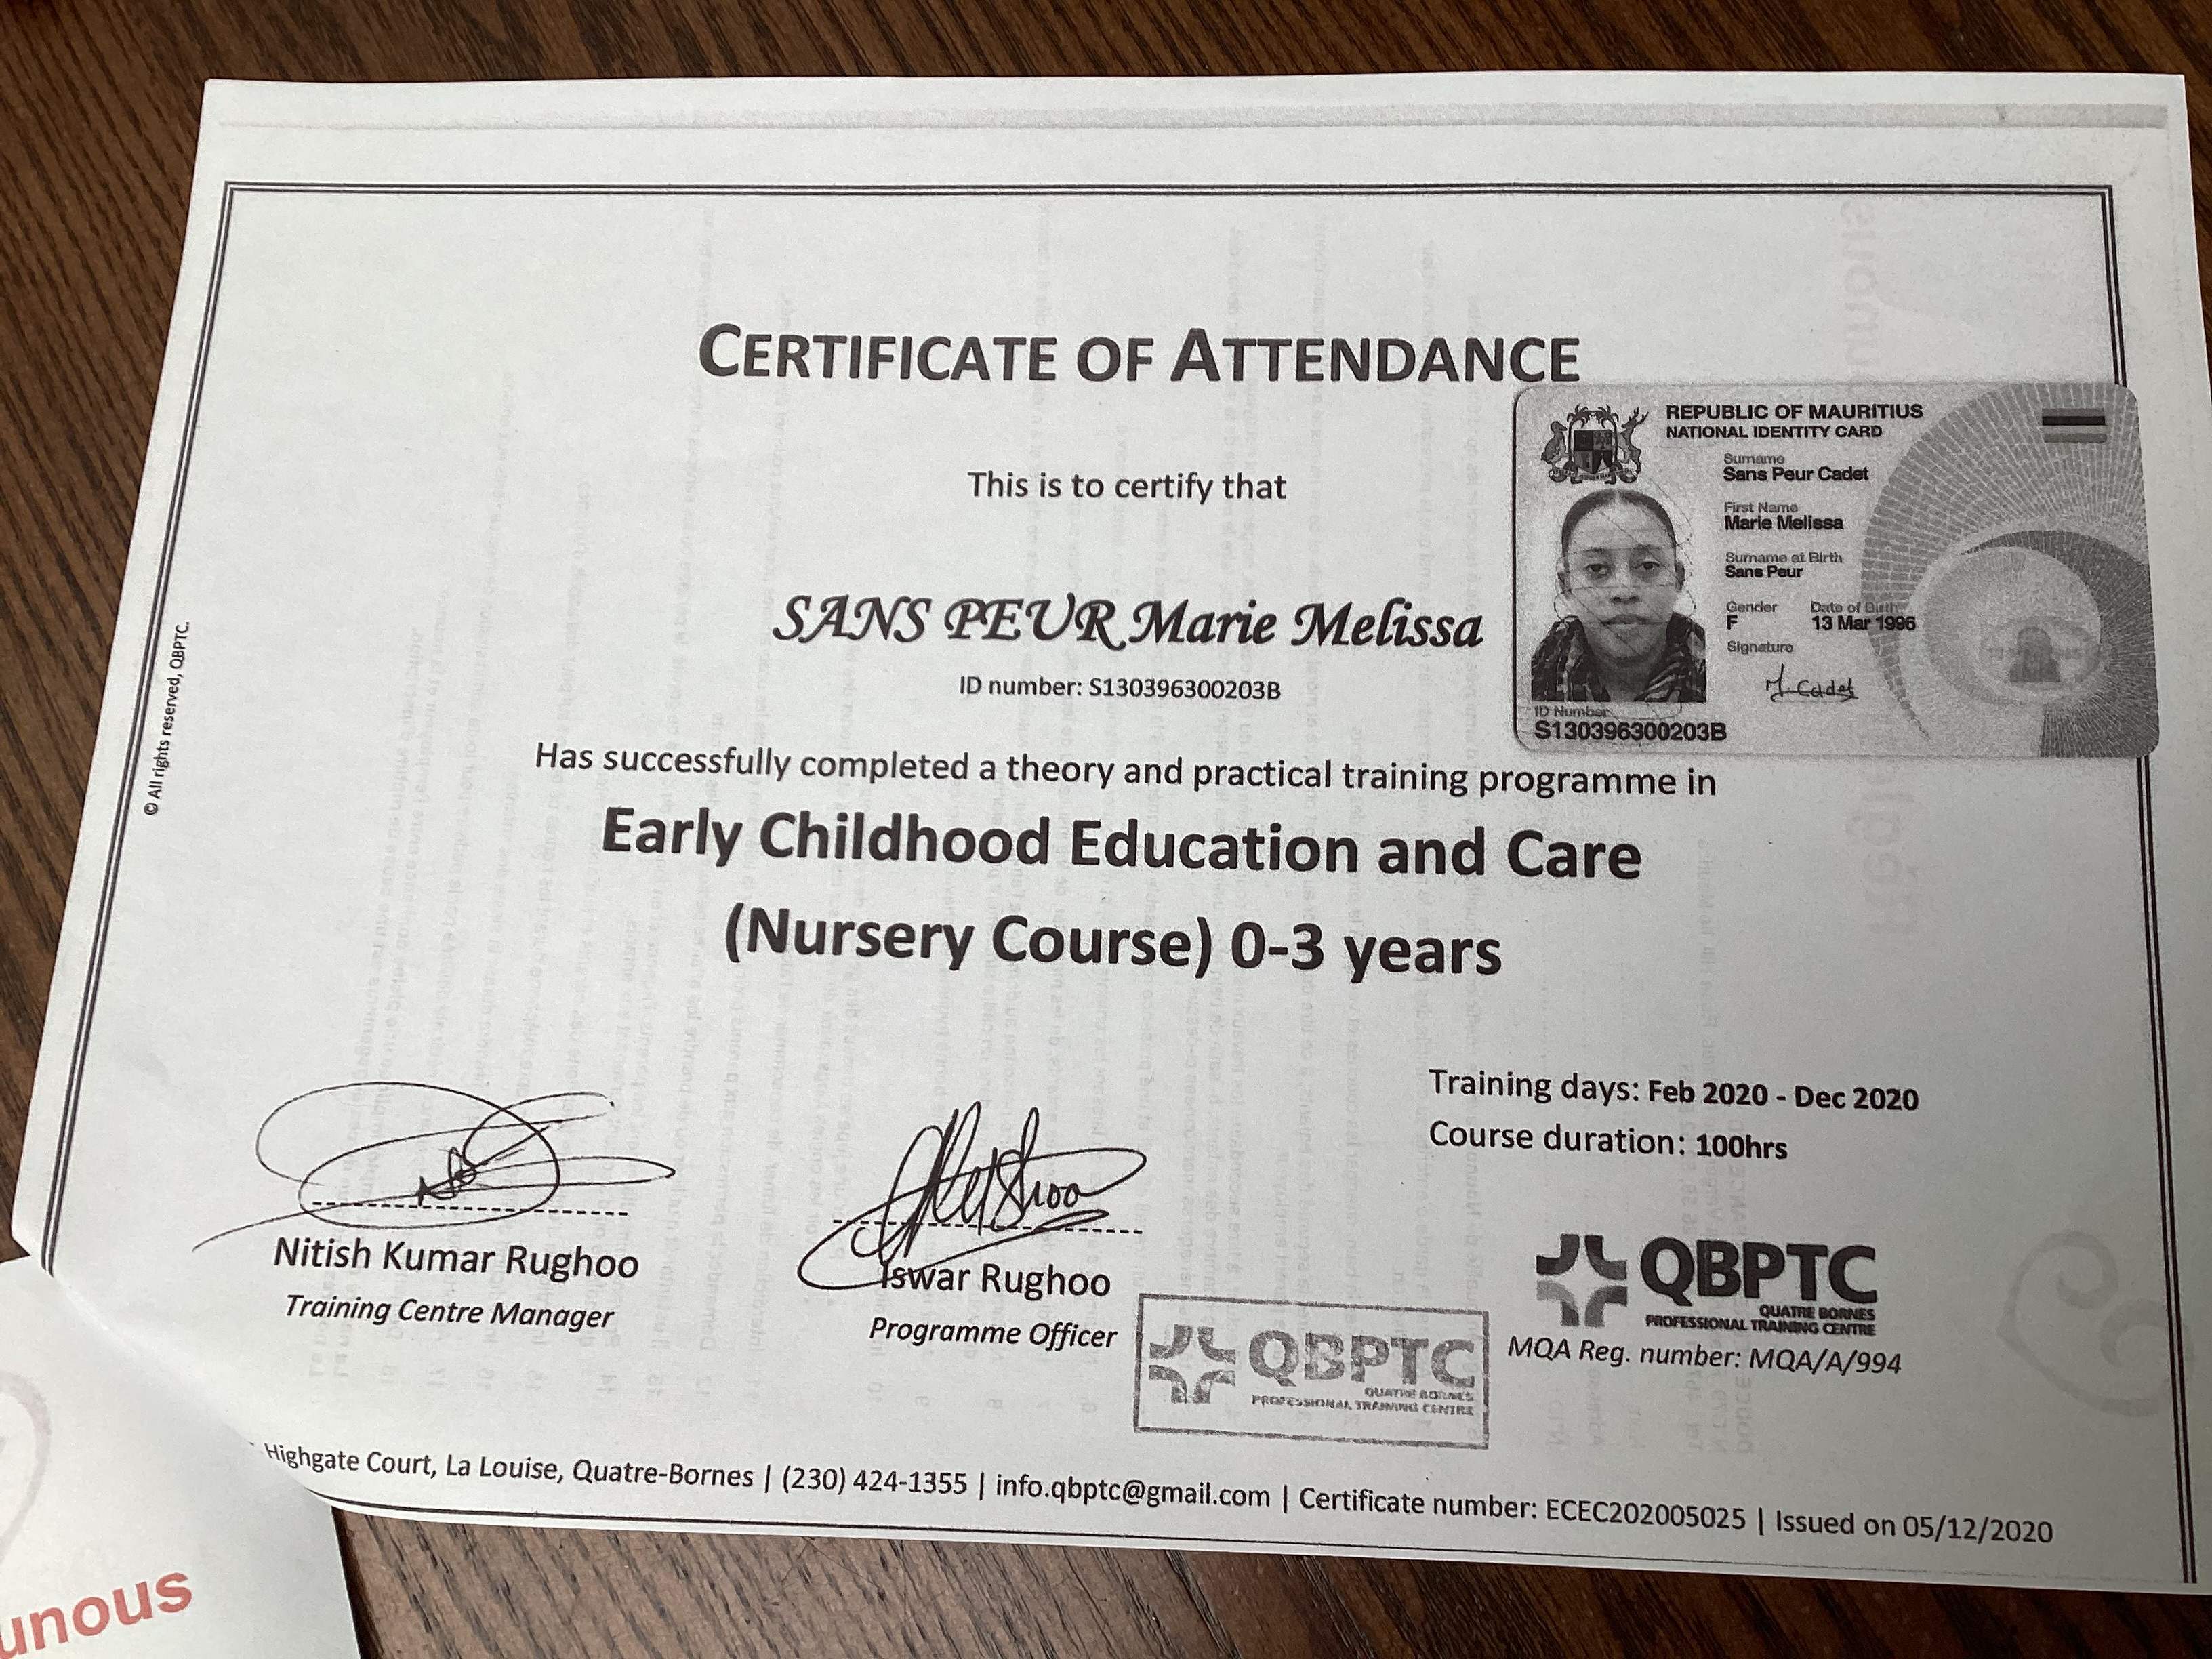 CERTIFICATE OF ATTENDANCE
REPUBLIC OF MAURITIUS
NATIONAL IDENTITY CARD
Surname
Sans Peur Cadet
First Name
Marie Melissa
Surname at Birth
Sans Peur
Gender Date of Birth
F 13 Mar 1996
Signature
M. Cadet
ID Number
S130396300203B
This is to certify that
SANS PEUR Marie Melissa
ID number: S130396300203B
Has successfully completed a theory and practical training programme in
Early Childhood Education and Care
(Nursery Course) 0-3 years
© All rights reserved, QBPTC.
Training days: Feb 2020 - Dec 2020
Course duration: 100hrs
Nitish Kumar Rughoo
Training Centre Manager
Iswar Rughoo
Programme Officer
QBPTC
QUATRE BORNES
PROFESSIONAL TRAINING CENTRE
QBPTC
QUATRE BORNES
PROFESSIONAL TRAINING CENTRE
MQA Reg. number: MQA/A/994
Highgate Court, La Louise, Quatre-Bornes | (230) 424-1355 | info.qbptc@gmail.com | Certificate number: ECEC202005025 | Issued on 05/12/2020
unous